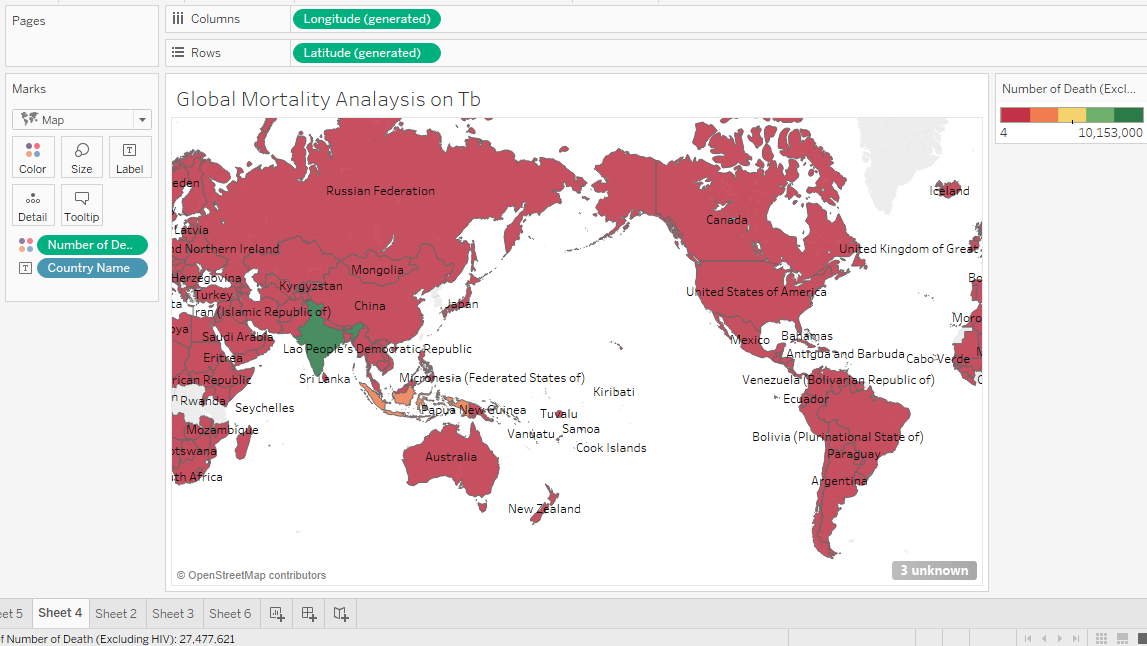 Pages
Columns
Longitude (generated)
Rows
Latitude (generated)
Marks
Map
Color
Size
Label
Detail
Tooltip
Number of De..
Country Name
Global Mortality Analaysis on Tb
Number of Death (Excl...
4
10,153,000
eden
Russian Federation
Canada
Iceland
Latvia
nd Northern Ireland
United Kingdom of Great
Mongolia
Herzegovina
Kyrgyzstan
Bo
Turkey
United States of America
ta
Iran (Islamic Republic of)
China
Japan
Moro
oya
Saudi Arabia
Mexico
Bahamas
Eritrea
Lao People's Democratic Republic
Antigua and Barbuda
Cabo Verde
M
rican Republic
Sri Lanka
Micronesia (Federated States of)
Venezuela (Bolivarian Republic of)
Rwanda
Kiribati
Ecuador
Seychelles
Papua New Guinea
Tuvalu
Mozambique
Vanuatu
Samoa
Bolivia (Plurinational State of)
otswana
Cook Islands
Paraguay
Australia
uth Africa
Argentina
New Zealand
© OpenStreetMap contributors
3 unknown
eet 5
Sheet 4
Sheet 2
Sheet 3
Sheet 6
f Number of Death (Excluding HIV): 27,477,621